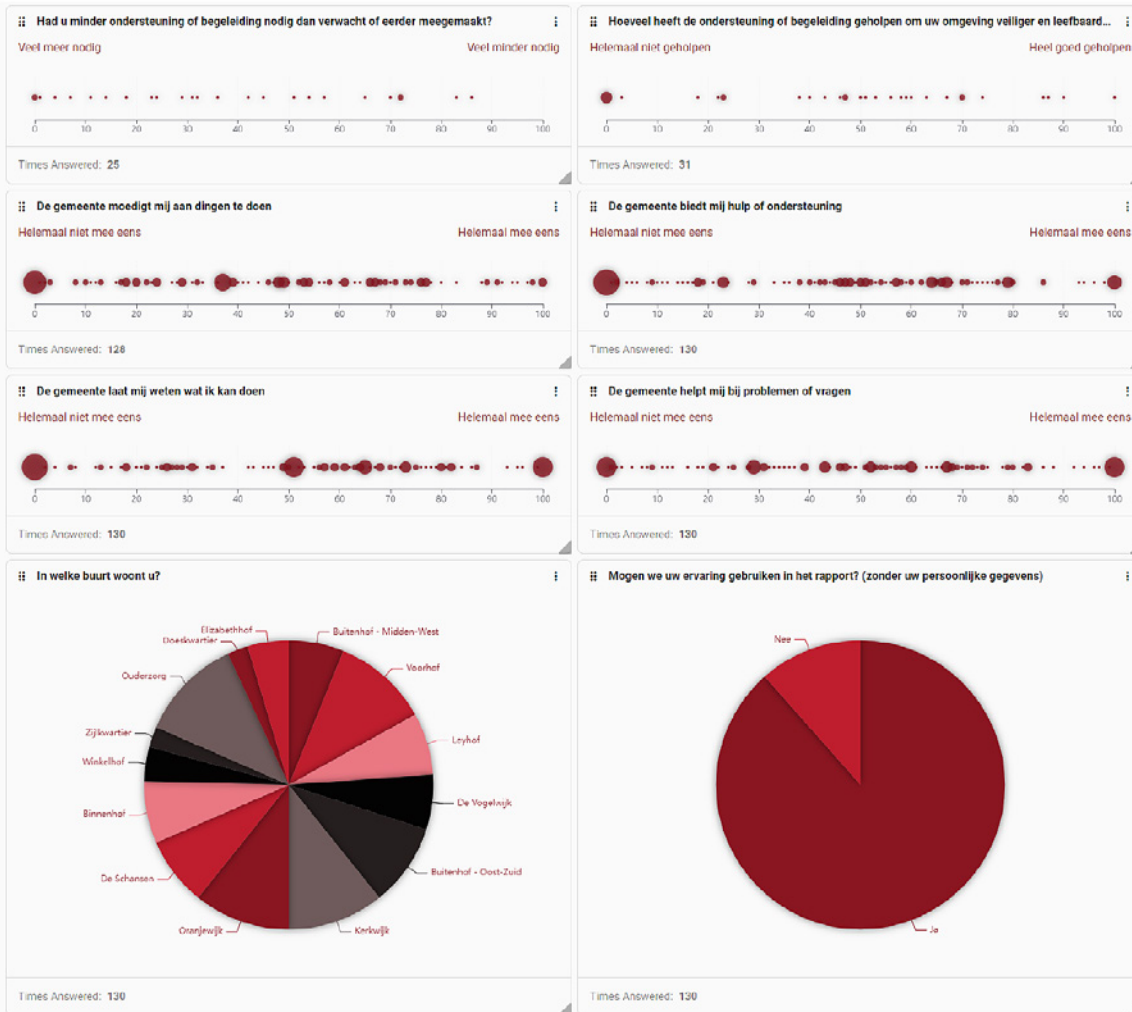 Had u minder ondersteuning of begeleiding nodig dan verwacht of eerder meegemaakt?
Veel meer nodig
Veel minder nodig
0 10 20 30 40 50 60 70 80 90 100
Times Answered: 25
Hoeveel heeft de ondersteuning of begeleiding geholpen om uw omgeving veiliger en leefbaard...
Helemaal niet geholpen
Heel goed geholpen
0 10 20 30 40 50 60 70 80 90 100
Times Answered: 31
De gemeente moedigt mij aan dingen te doen
Helemaal niet mee eens
Helemaal mee eens
0 10 20 30 40 50 60 70 80 90 100
Times Answered: 128
De gemeente biedt mij hulp of ondersteuning
Helemaal niet mee eens
Helemaal mee eens
0 10 20 30 40 50 60 70 80 90 100
Times Answered: 130
De gemeente laat mij weten wat ik kan doen
Helemaal niet mee eens
Helemaal mee eens
0 10 20 30 40 50 60 70 80 90 100
Times Answered: 130
De gemeente helpt mij bij problemen of vragen
Helemaal niet mee eens
Helemaal mee eens
0 10 20 30 40 50 60 70 80 90 100
Times Answered: 130
In welke buurt woont u?
Elizabethhof
Doeskwartier
Ouderzorg
Zijlkwartier
Winkelhof
Binnenhof
De Schansen
Oranjewijk
Buitenhof - Midden-West
Voorhof
Leyhof
De Vogelwijk
Buitenhof - Oost-Zuid
Kerkwijk
Times Answered: 130
Mogen we uw ervaring gebruiken in het rapport? (zonder uw persoonlijke gegevens)
Nee
Ja
Times Answered: 130